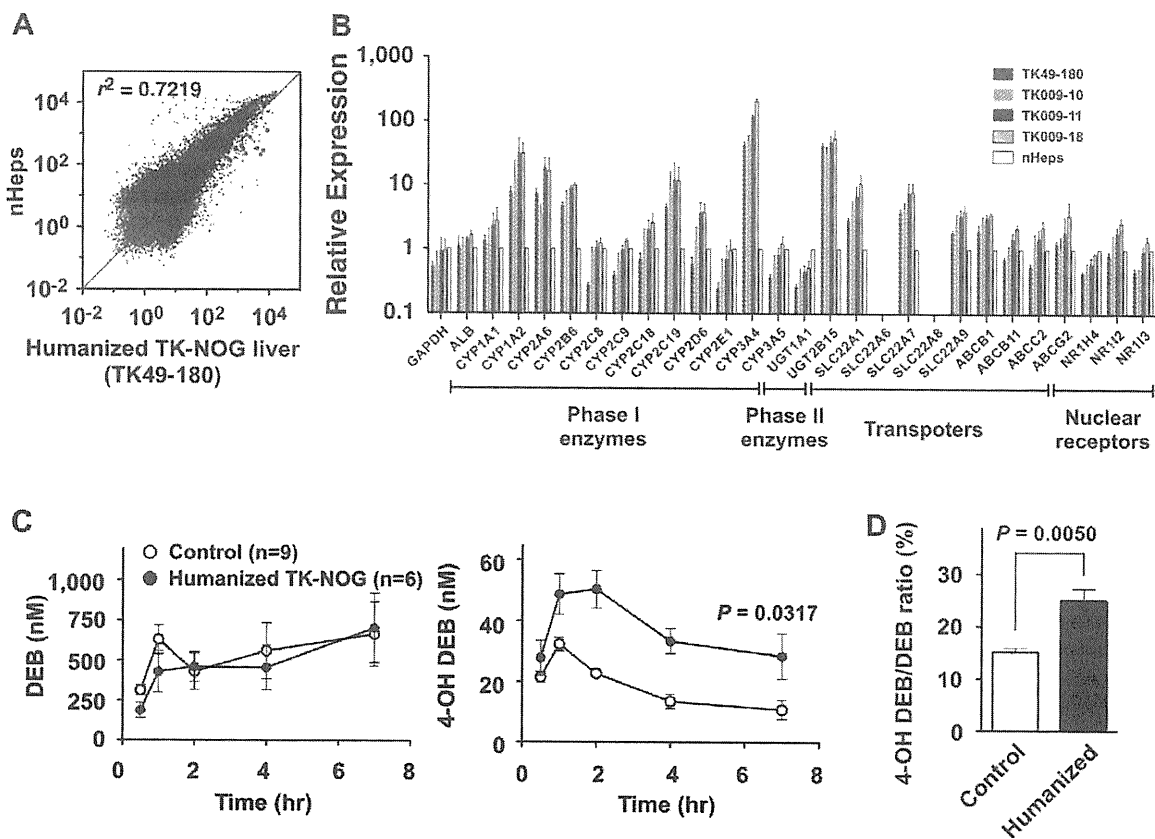 A
r² = 0.7219
10⁴
10²
10⁰
10⁻²
nHeps
10⁻² 10⁰ 10² 10⁴
Humanized TK-NOG liver
(TK49-180)
B
Relative Expression
1,000
100
10
1
0.1
TK49-180
TK009-10
TK009-11
TK009-18
nHeps
GAPDH
ALB
CYP1A1
CYP1A2
CYP2A6
CYP2B6
CYP2C8
CYP2C9
CYP2C18
CYP2C19
CYP2D6
CYP2E1
CYP3A4
CYP3A5
UGT1A1
UGT2B15
SLC22A1
SLC22A6
SLC22A7
SLC22A8
SLC22A9
ABCB1
ABCB11
ABCC2
ABCG2
NR1H4
NR1I2
NR1I3
Phase I
enzymes
Phase II
enzymes
Transpoters
Nuclear
receptors
C
Control (n=9)
Humanized TK-NOG (n=6)
DEB (nM)
1,000
750
500
250
0
0 2 4 6 8
Time (hr)
4-OH DEB (nM)
60
40
20
0
P = 0.0317
0 2 4 6 8
Time (hr)
D
P = 0.0050
4-OH DEB/DEB ratio (%)
30
20
10
0
Control
Humanized